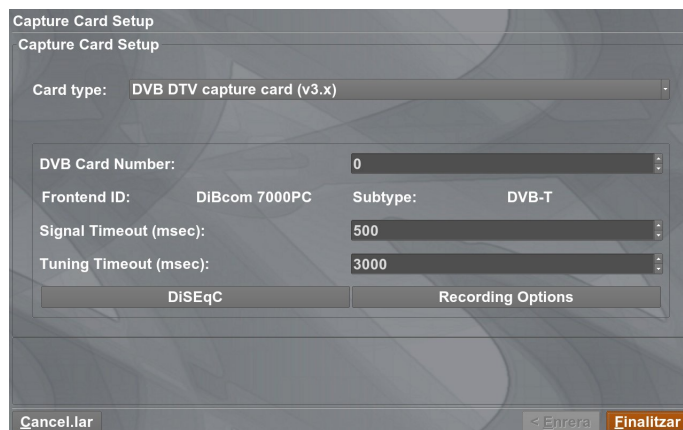 Capture Card Setup
Capture Card Setup
Card type: DVB DTV capture card (v3.x)
DVB Card Number: 0
Frontend ID: DiBcom 7000PC Subtype: DVB-T
Signal Timeout (msec): 500
Tuning Timeout (msec): 3000
DiSEqC Recording Options
Cancel.lar < Enrera Finalitzar